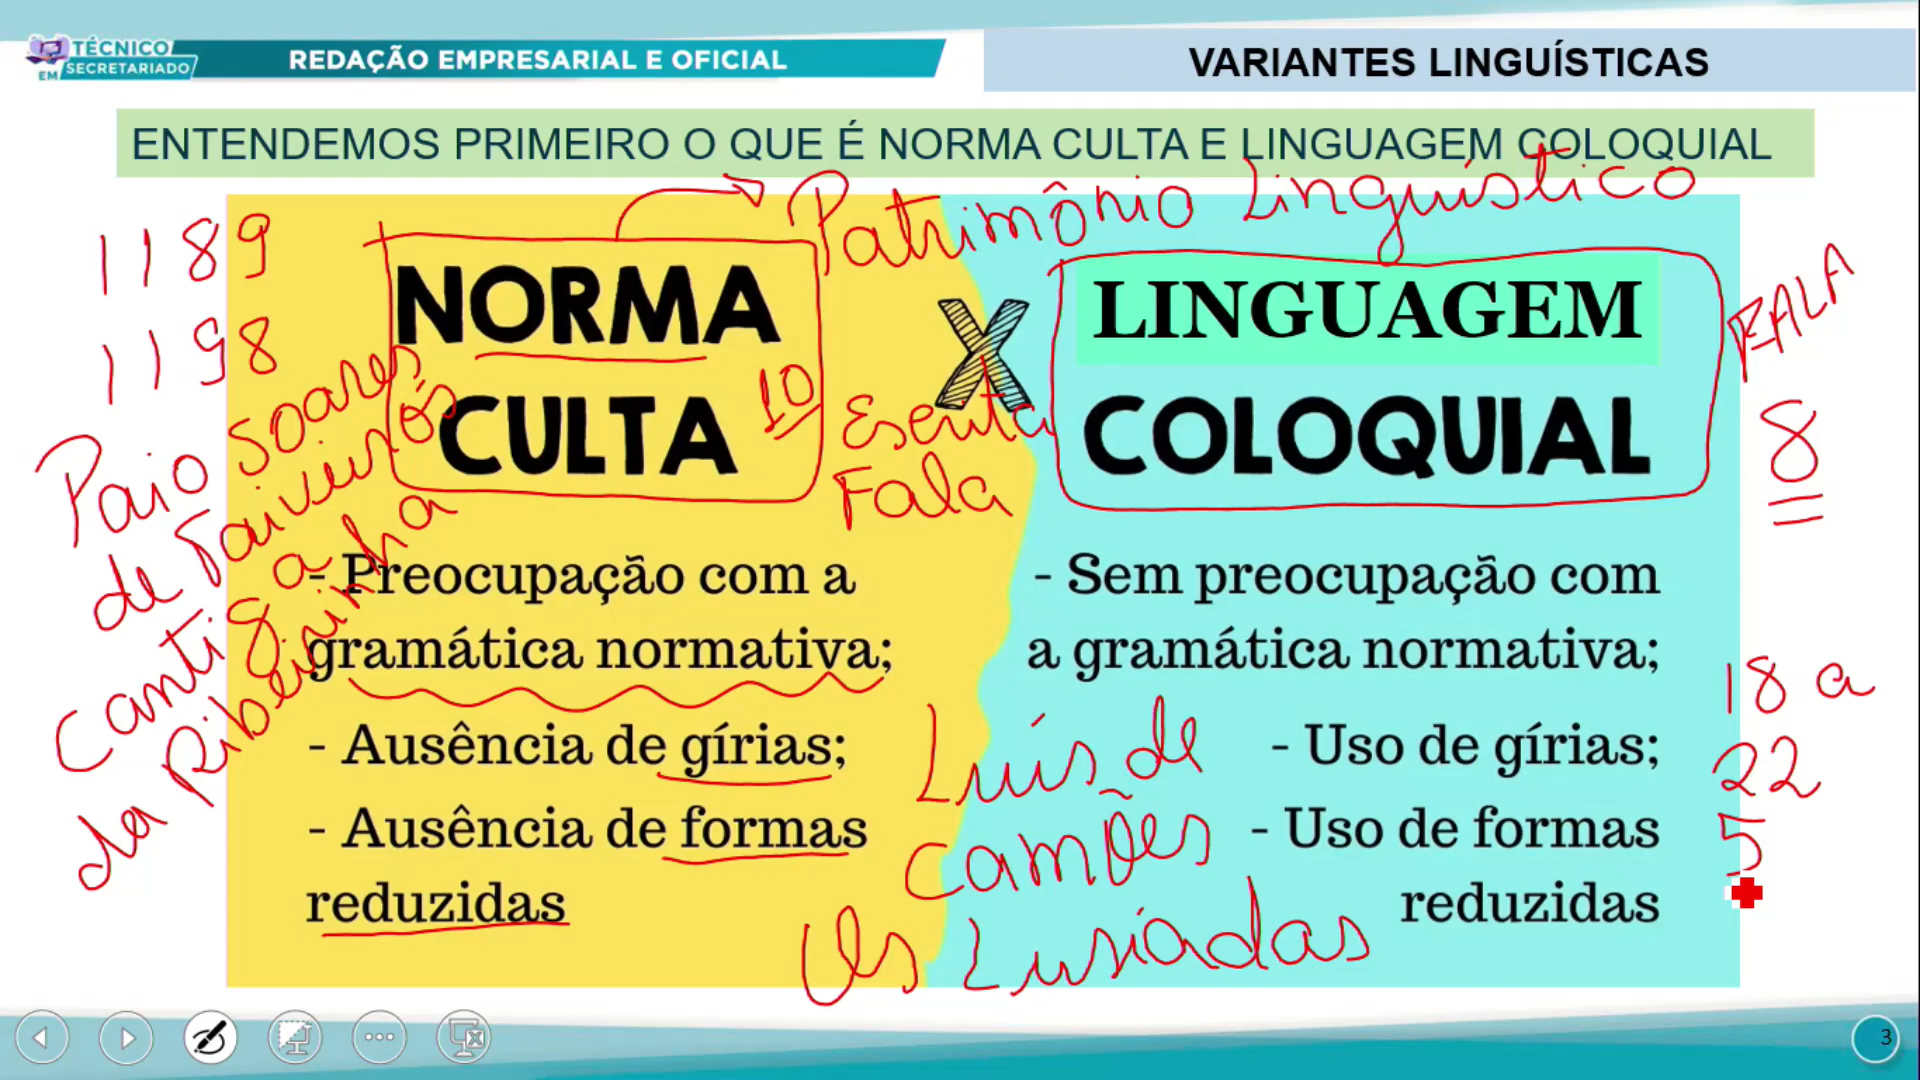 TÉCNICO
EM SECRETARIADO
REDAÇÃO EMPRESARIAL E OFICIAL
VARIANTES LINGUÍSTICAS
ENTENDEMOS PRIMEIRO O QUE É NORMA CULTA E LINGUAGEM COLOQUIAL
Patrimônio Linguístico
1189
1198
Paio Soares
de Taveirós
Cantiga
da Ribeirinha
NORMA
CULTA
10
X
Escrita
Fala
LINGUAGEM
COLOQUIAL
FALA
8
- Preocupação com a
gramática normativa;
- Ausência de gírias;
- Ausência de formas
reduzidas
- Sem preocupação com
a gramática normativa;
- Uso de gírias;
- Uso de formas
reduzidas
Luís de
Camões
Os Lusíadas
18 a
22
5
3